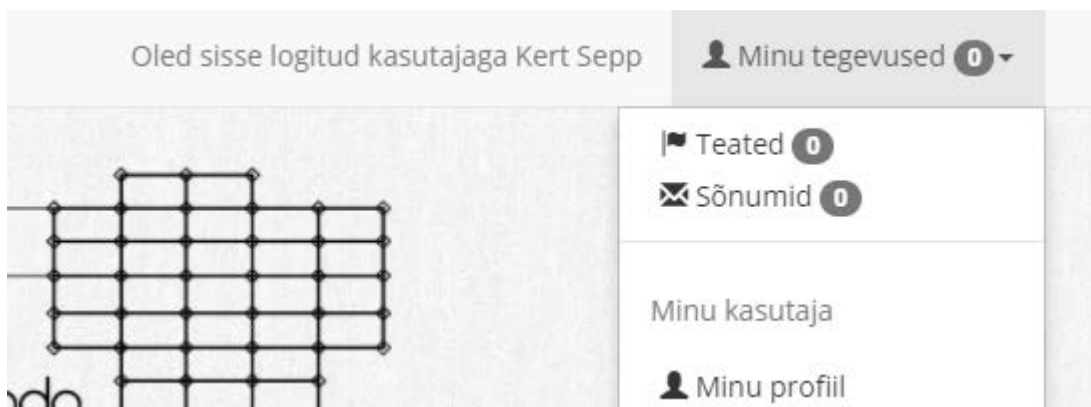 Oled sisse logitud kasutajaga Kert Sepp
Minu tegevused 0
Teated 0
Sõnumid 0
Minu kasutaja
Minu profiil